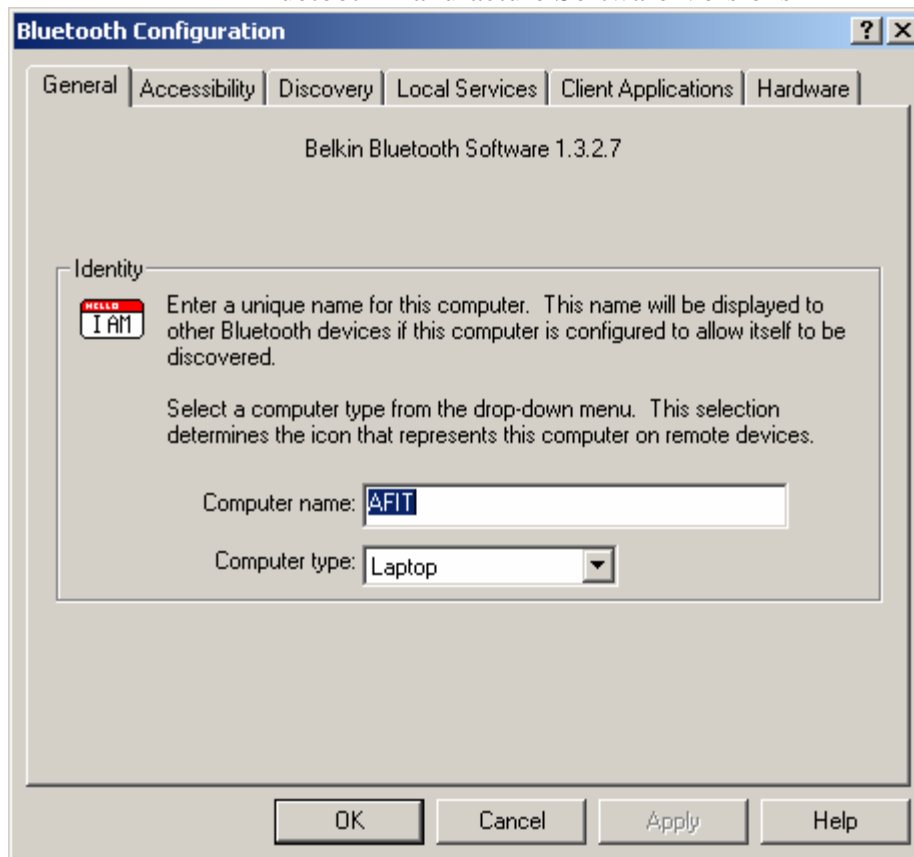 Bluetooth Configuration
General Accessibility Discovery Local Services Client Applications Hardware
Belkin Bluetooth Software 1.3.2.7
Identity
HELLO
I AM
Enter a unique name for this computer. This name will be displayed to
other Bluetooth devices if this computer is configured to allow itself to be
discovered.
Select a computer type from the drop-down menu. This selection
determines the icon that represents this computer on remote devices.
Computer name: AFIT
Computer type: Laptop
OK Cancel Apply Help